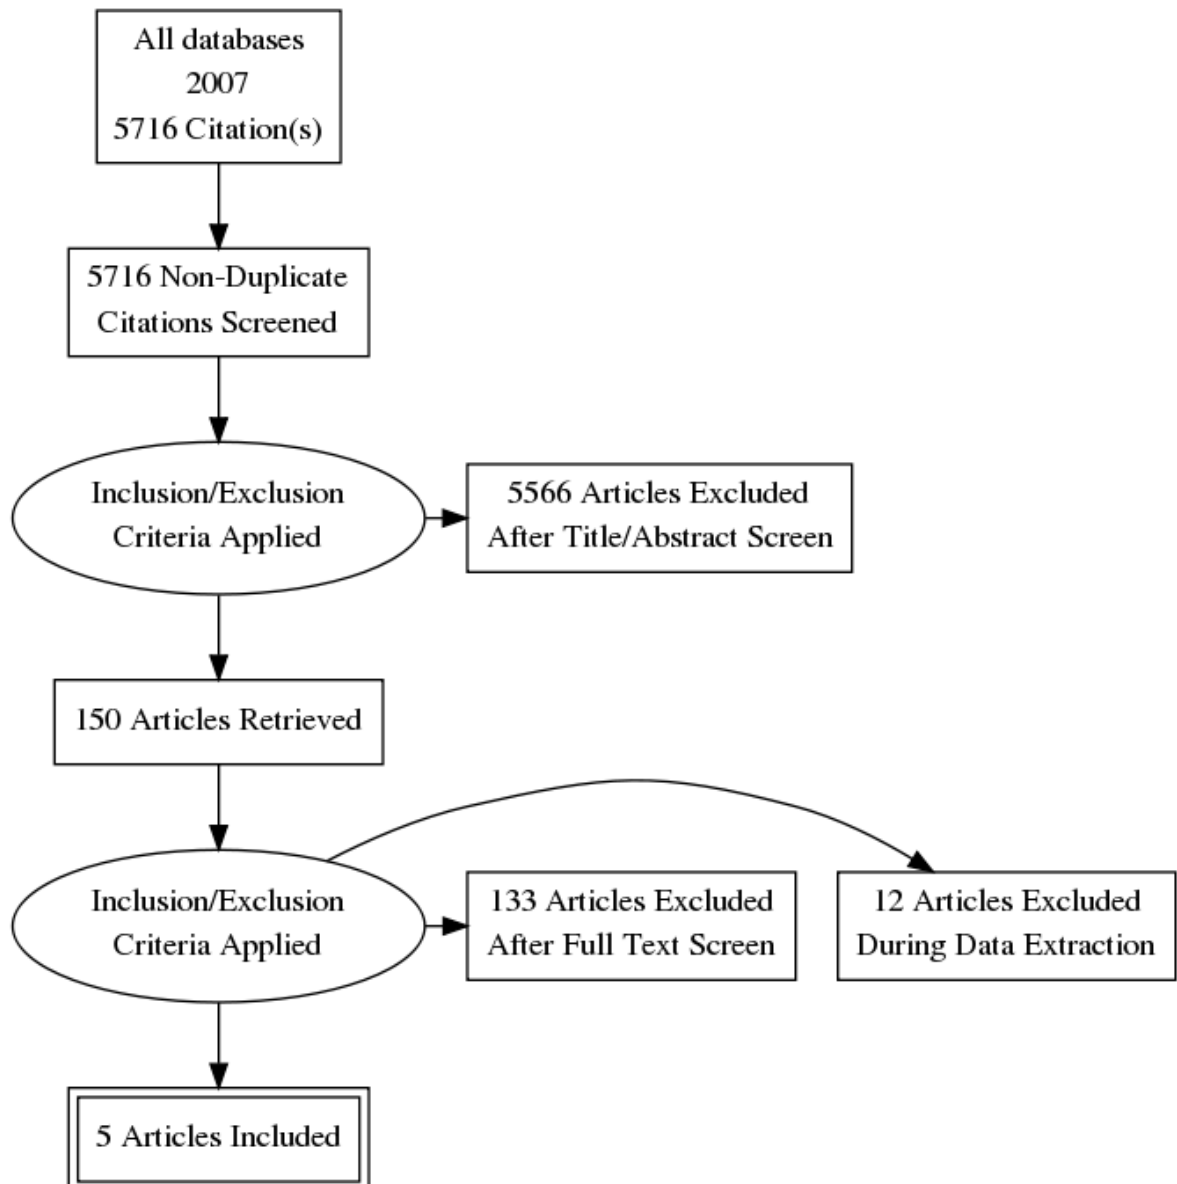 All databases
2007
5716 Citation(s)
5716 Non-Duplicate
Citations Screened
Inclusion/Exclusion
Criteria Applied
5566 Articles Excluded
After Title/Abstract Screen
150 Articles Retrieved
Inclusion/Exclusion
Criteria Applied
133 Articles Excluded
After Full Text Screen
12 Articles Excluded
During Data Extraction
5 Articles Included